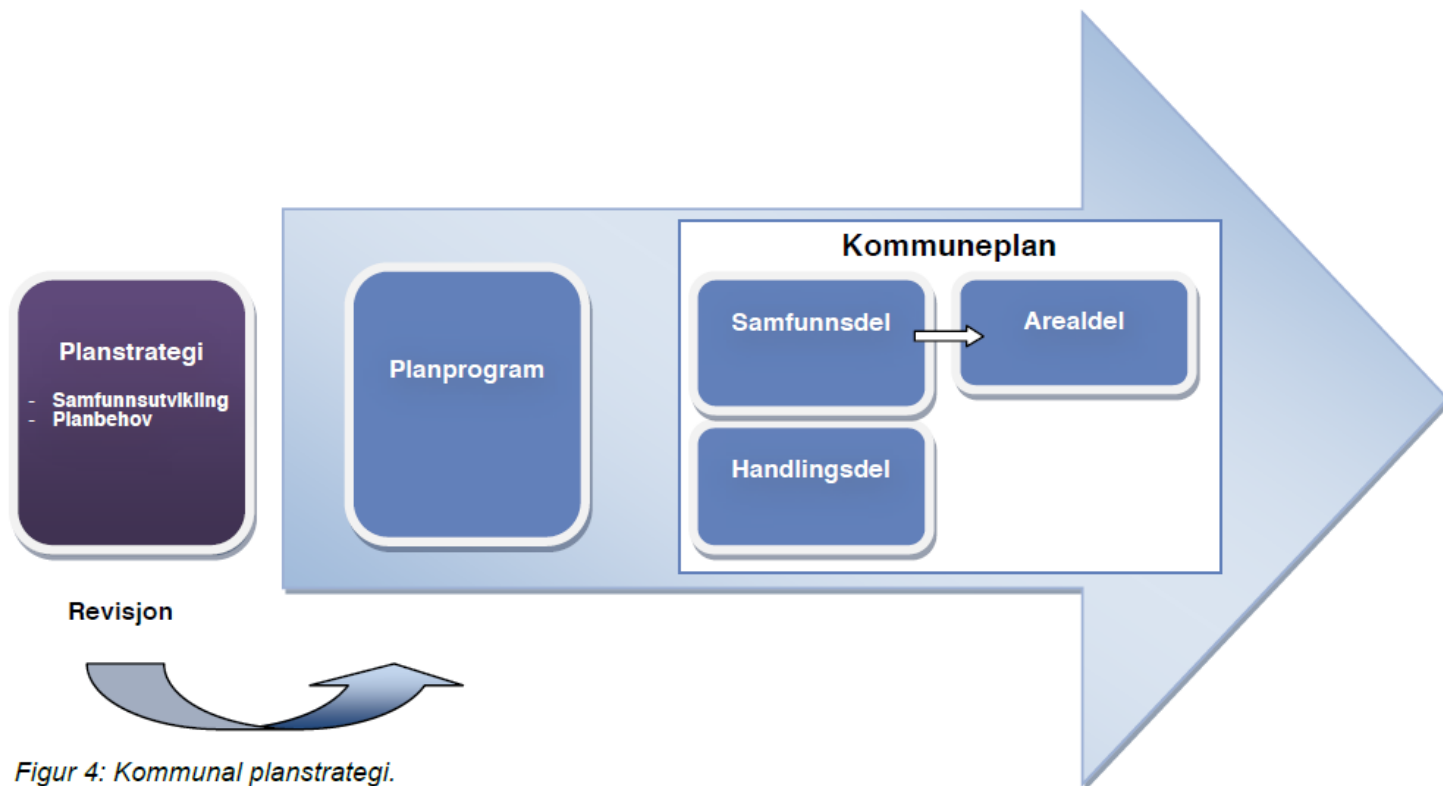 Kommuneplan
Planstrategi
- Samfunnsutvikling
- Planbehov
Planprogram
Samfunnsdel
Arealdel
Handlingsdel
Revisjon
Figur 4: Kommunal planstrategi.